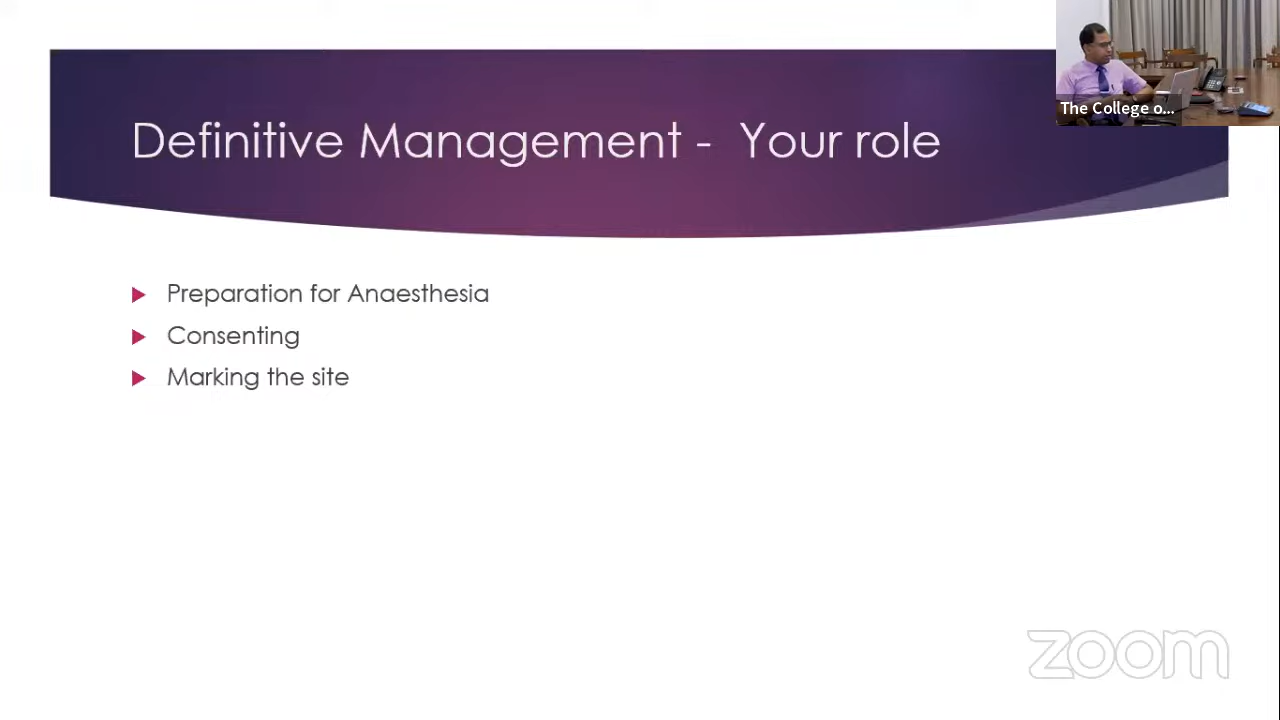 The College o...
Definitive Management - Your role
Preparation for Anaesthesia
Consenting
Marking the site
zoom